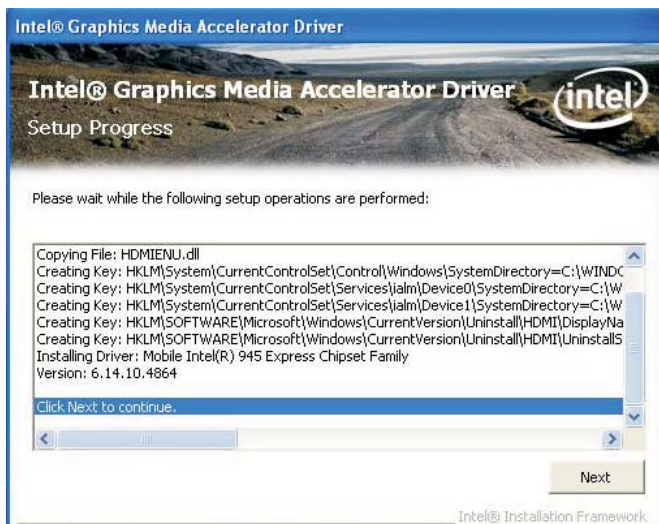 Intel® Graphics Media Accelerator Driver
Intel® Graphics Media Accelerator Driver
Setup Progress
intel
Please wait while the following setup operations are performed:
Copying File: HDMIENU.dll
Creating Key: HKLM\System\CurrentControlSet\Control\Windows\SystemDirectory=C:\WINDO
Creating Key: HKLM\System\CurrentControlSet\Services\ialm\Device0\SystemDirectory=C:\W
Creating Key: HKLM\System\CurrentControlSet\Services\ialm\Device1\SystemDirectory=C:\W
Creating Key: HKLM\SOFTWARE\Microsoft\Windows\CurrentVersion\Uninstall\HDMI\DisplayNa
Creating Key: HKLM\SOFTWARE\Microsoft\Windows\CurrentVersion\Uninstall\HDMI\UninstallS
Installing Driver: Mobile Intel(R) 945 Express Chipset Family
Version: 6.14.10.4864
Click Next to continue.
Next
Intel® Installation Framework